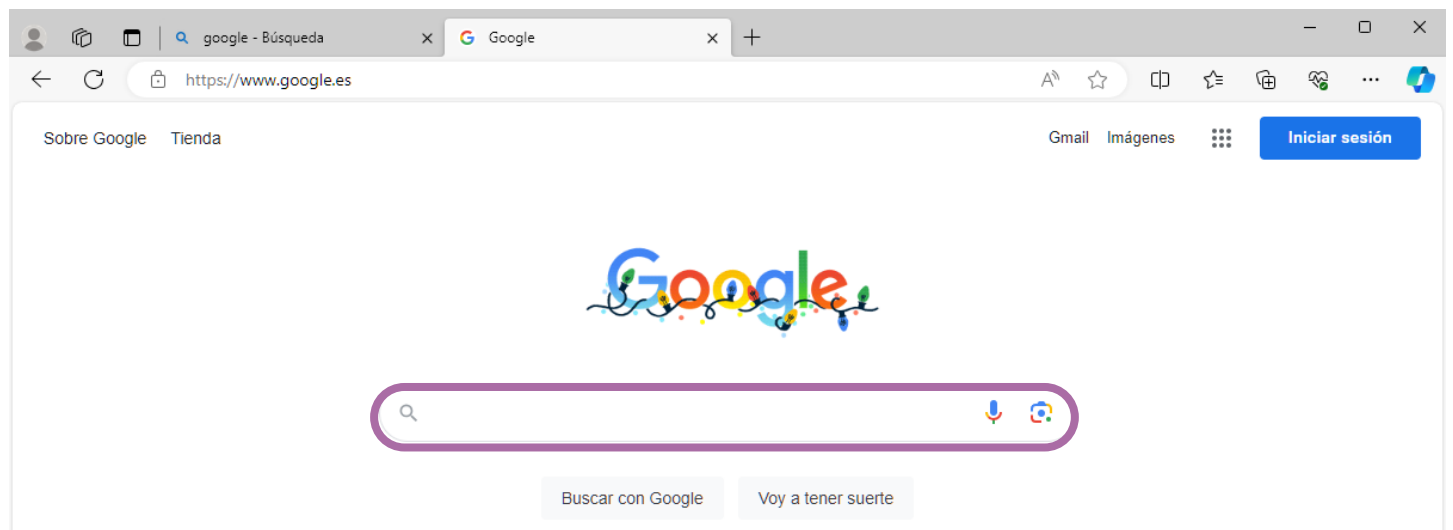 google - Búsqueda
Google
https://www.google.es
Sobre Google Tienda Gmail Imágenes Iniciar sesión
Google
Buscar con Google Voy a tener suerte